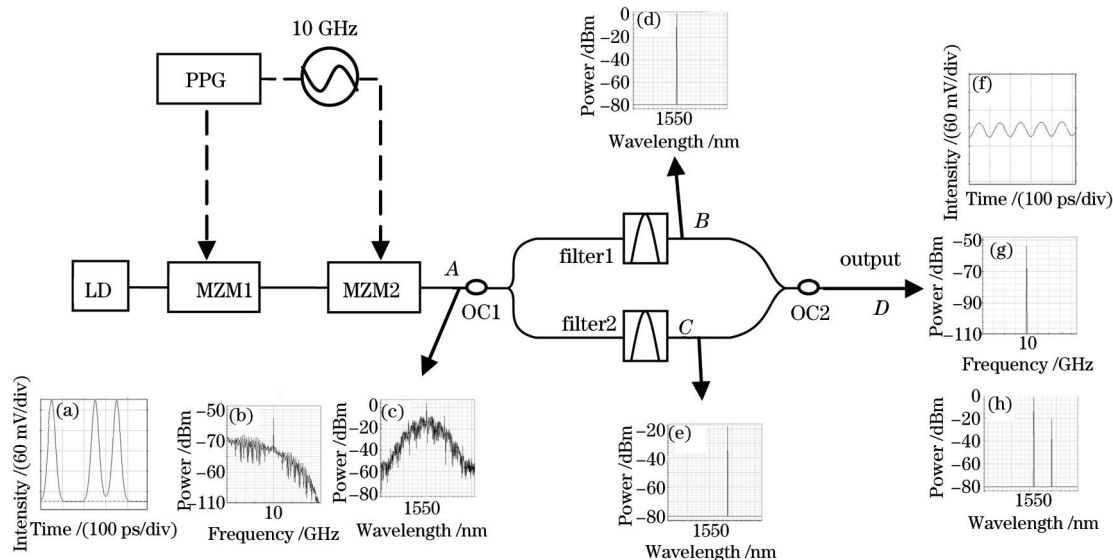 10 GHz
PPG
LD
MZM1
MZM2
A
OC1
filter1
filter2
B
C
OC2
output
D
(a)
Intensity /(60 mV/div)
Time /(100 ps/div)
(b)
Power /dBm
−50
−70
−60
−110
10
Frequency /GHz
(c)
Power /dBm
0
−20
−40
−60
−80
1550
Wavelength /nm
(d)
Power /dBm
0
−20
−40
−60
−80
1550
Wavelength /nm
(e)
Power /dBm
−20
−40
−60
−80
1550
Wavelength /nm
(f)
Intensity /(60 mV/div)
Time /(100 ps/div)
(g)
Power /dBm
−50
−70
−90
−110
10
Frequency /GHz
(h)
Power /dBm
0
−20
−40
−60
−80
1550
Wavelength /nm